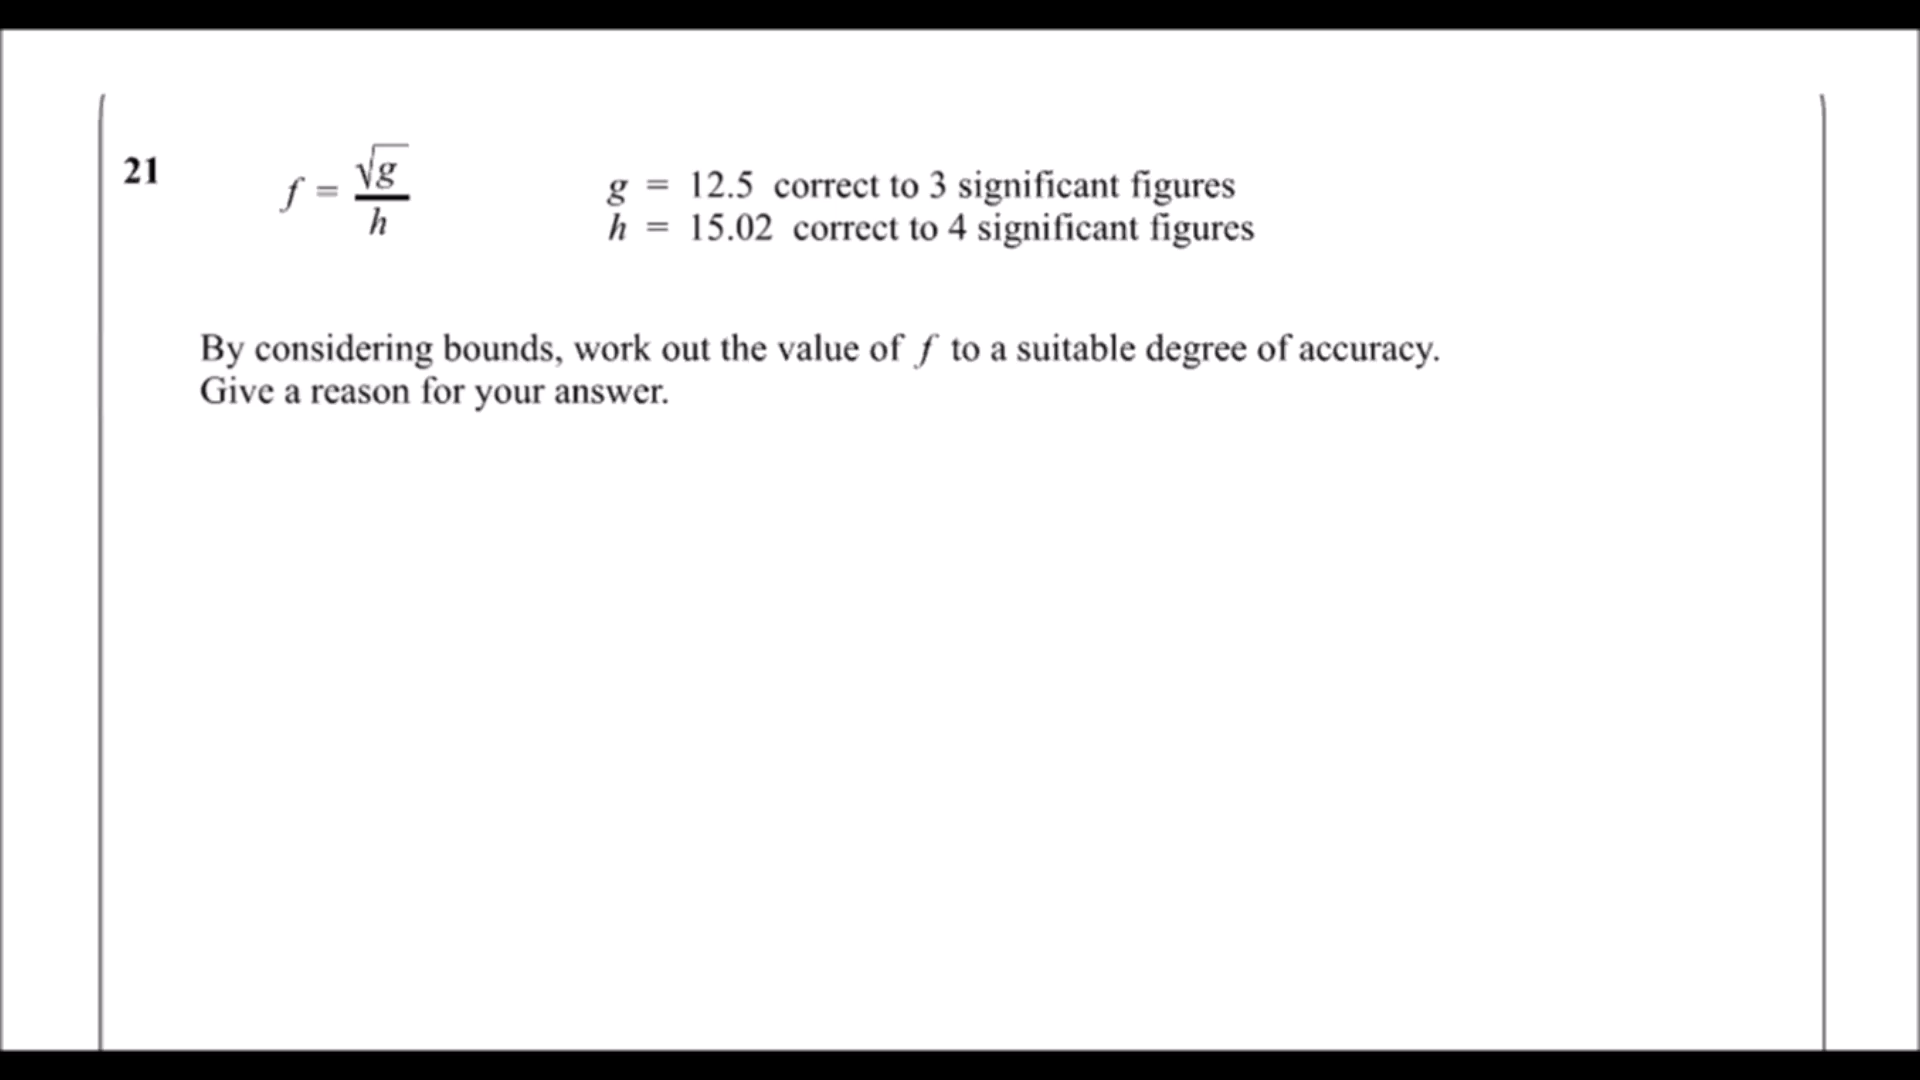 21 f = √g / h g = 12.5 correct to 3 significant figures
h = 15.02 correct to 4 significant figures
By considering bounds, work out the value of f to a suitable degree of accuracy.
Give a reason for your answer.